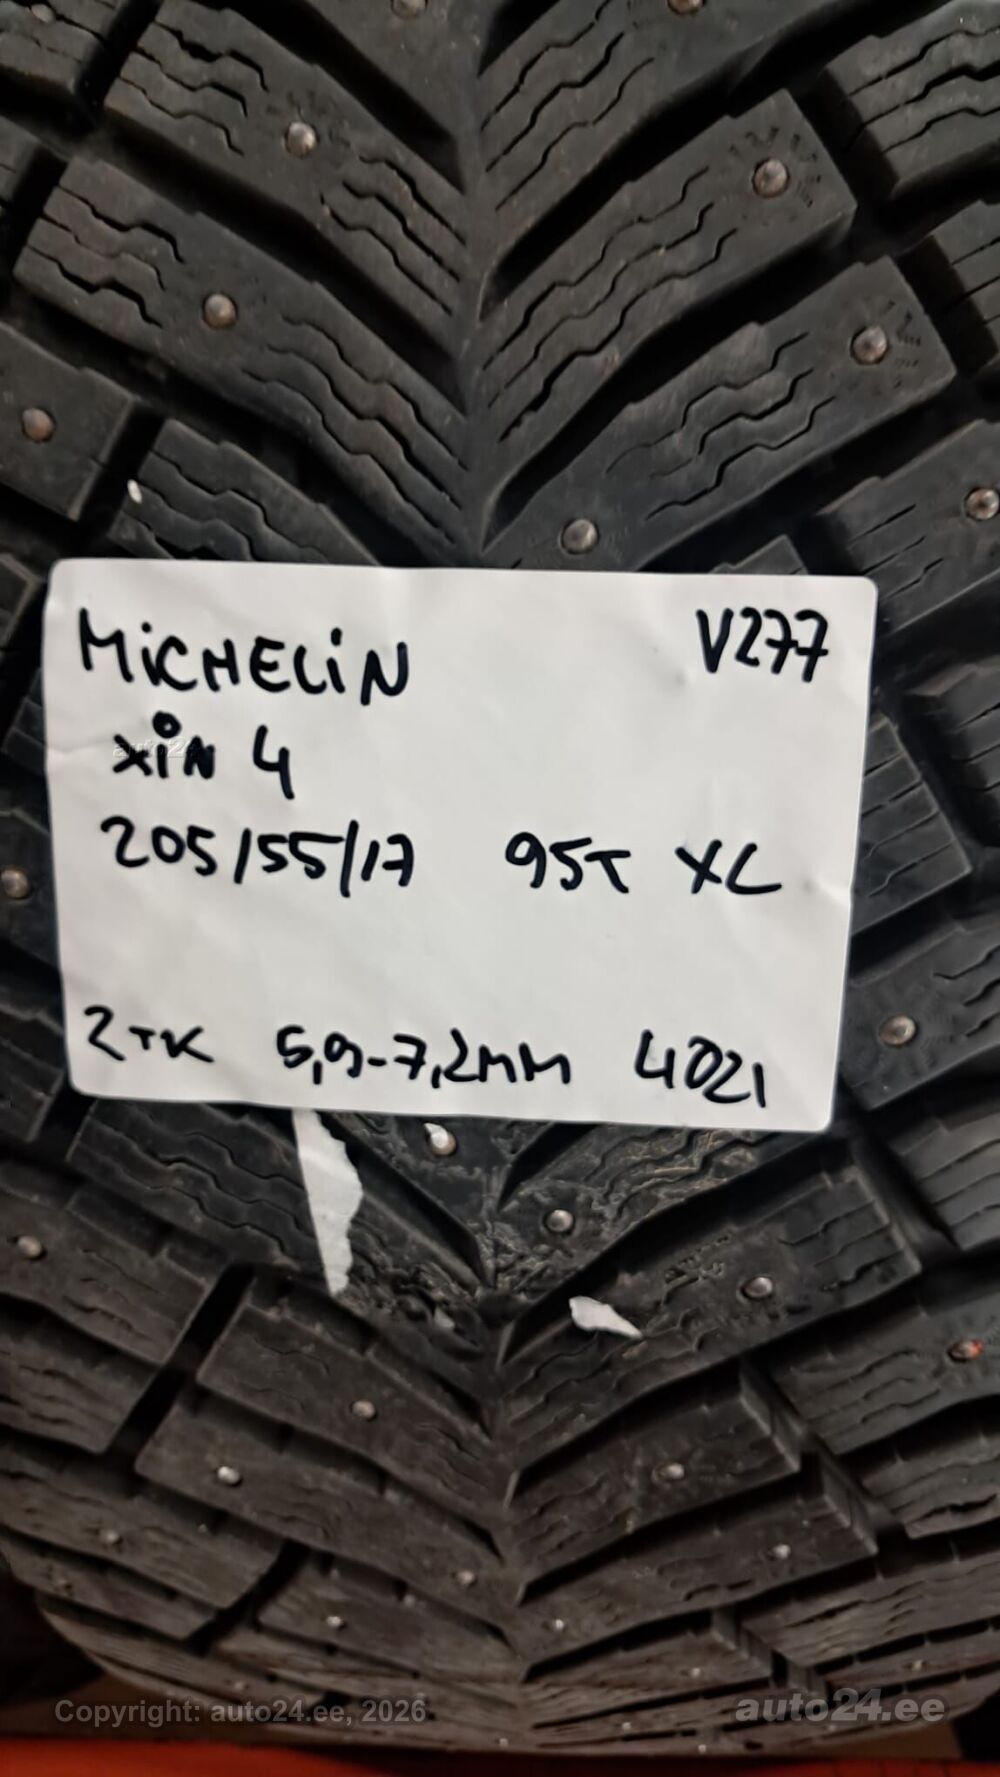 MiCHELiN V277
XiN 4
205/55/17 95T XL
2TK 5,9-7,2MM 4021
Copyright: auto24.ee, 2026
auto24.ee